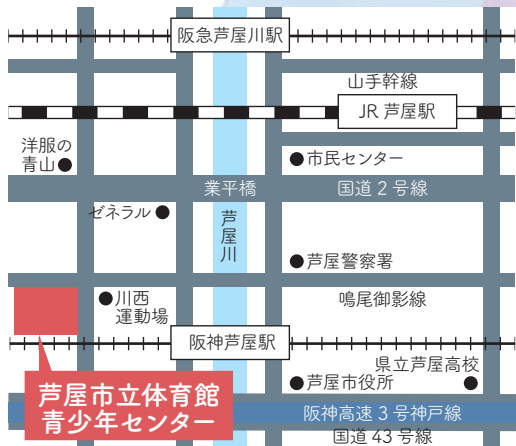 阪急芦屋川駅
山手幹線
JR 芦屋駅
洋服の
青山
市民センター
業平橋
国道 2 号線
ゼネラル
芦屋川
芦屋警察署
川西
運動場
鳴尾御影線
阪神芦屋駅
県立芦屋高校
芦屋市役所
芦屋市立体育館
青少年センター
阪神高速 3 号神戸線
国道 43 号線